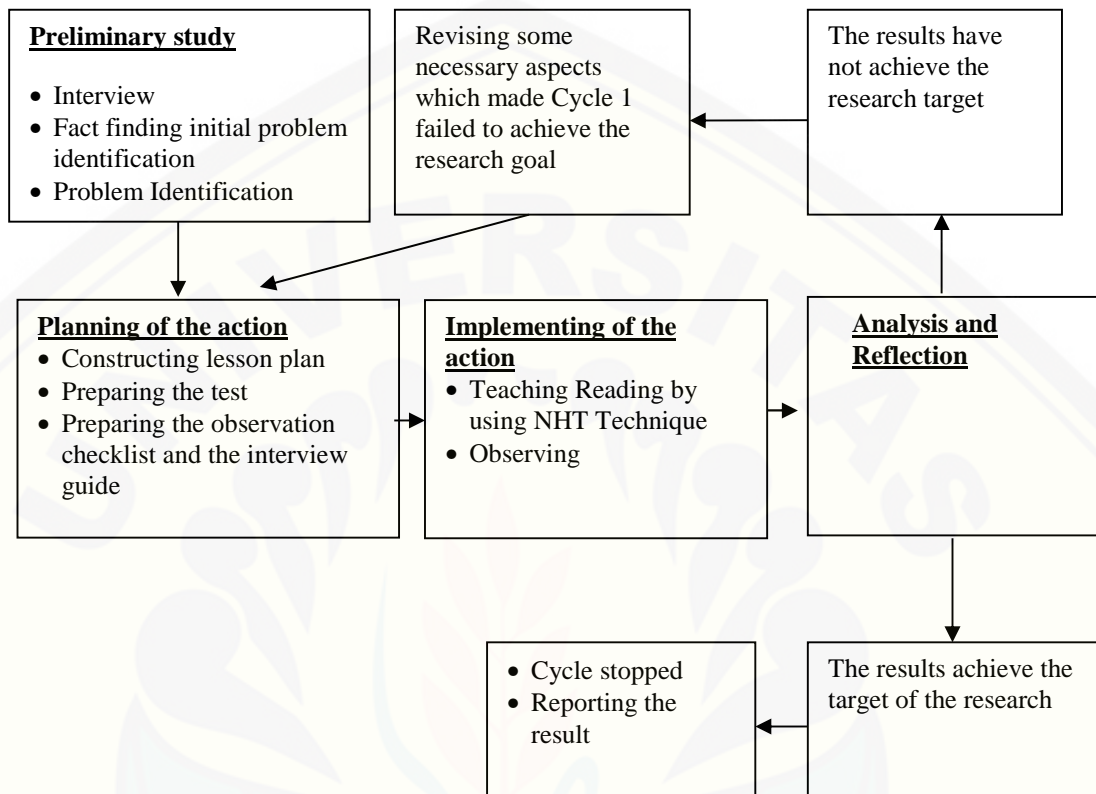 Preliminary study
• Interview
• Fact finding initial problem
identification
• Problem Identification
Revising some
necessary aspects
which made Cycle 1
failed to achieve the
research goal
The results have
not achieve the
research target
Planning of the action
• Constructing lesson plan
• Preparing the test
• Preparing the observation
checklist and the interview
guide
Implementing of the
action
• Teaching Reading by
using NHT Technique
• Observing
Analysis and
Reflection
• Cycle stopped
• Reporting the
result
The results achieve the
target of the research
UNIVERSITAS